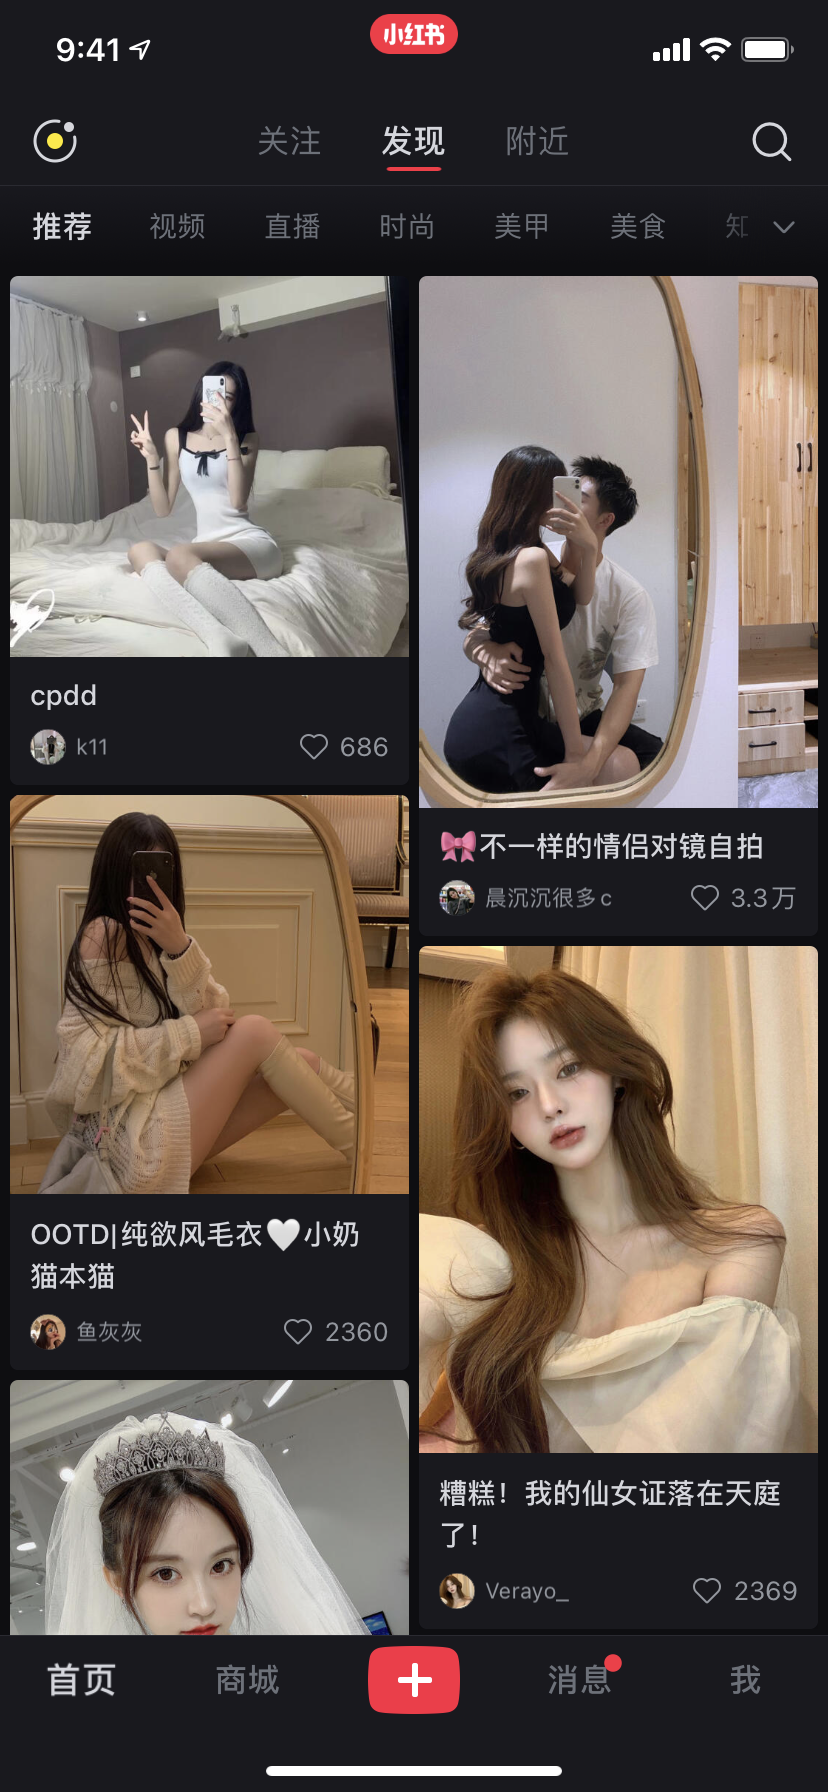 9:41
小红书
关注 发现 附近
推荐 视频 直播 时尚 美甲 美食 知
cpdd
k11 686
🎀不一样的情侣对镜自拍
晨沉沉很多c 3.3万
OOTD|纯欲风毛衣🤍小奶
猫本猫
鱼灰灰 2360
糟糕！我的仙女证落在天庭
了！
Verayo_ 2369
首页 商城 消息 我